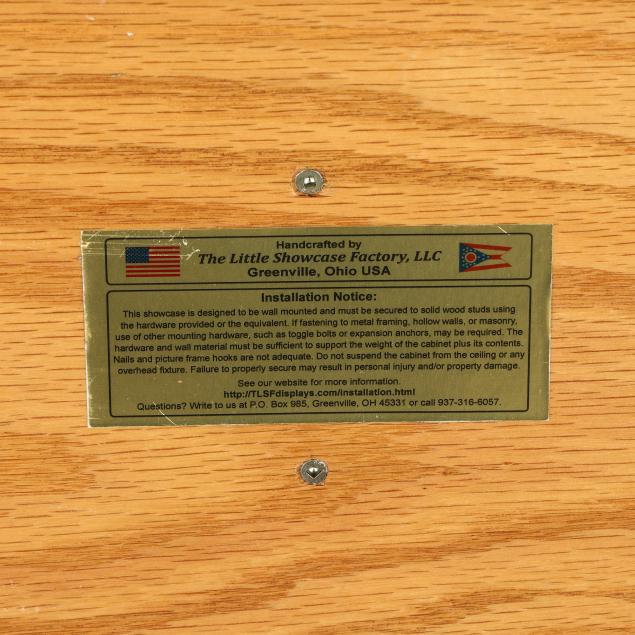 Handcrafted by
The Little Showcase Factory, LLC
Greenville, Ohio USA
Installation Notice:
This showcase is designed to be wall mounted and must be secured to solid wood studs using
the hardware provided or the equivalent. If fastening to metal framing, hollow walls, or masonry,
use of other mounting hardware, such as toggle bolts or expansion anchors, may be required. The
hardware and wall material must be sufficient to support the weight of the cabinet plus its contents.
Nails and picture frame hooks are not adequate. Do not suspend the cabinet from the ceiling or any
overhead fixture. Failure to properly secure may result in personal injury and/or property damage.
See our website for more information.
http://TLSFdisplays.com/installation.html
Questions? Write to us at P.O. Box 985, Greenville, OH 45331 or call 937-316-6057.